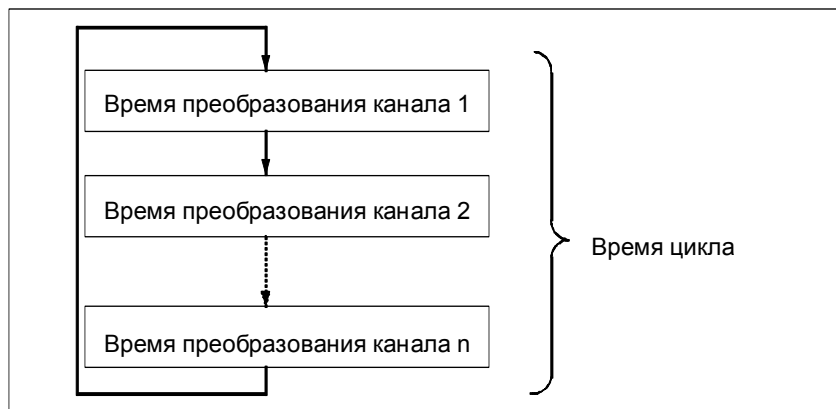 Время преобразования канала 1
Время преобразования канала 2
Время цикла
Время преобразования канала n